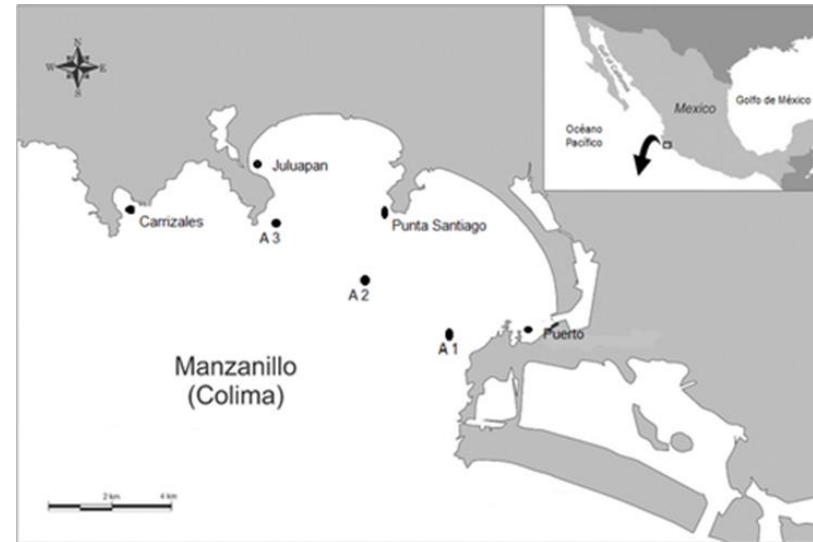 N
W E
S
Golfo de México
Mexico
Océano
Pacífico
Juluapan
Carrizales
A 3
Punta Santiago
A 2
A 1
Puerto
Manzanillo
(Colima)
2 km 4 km